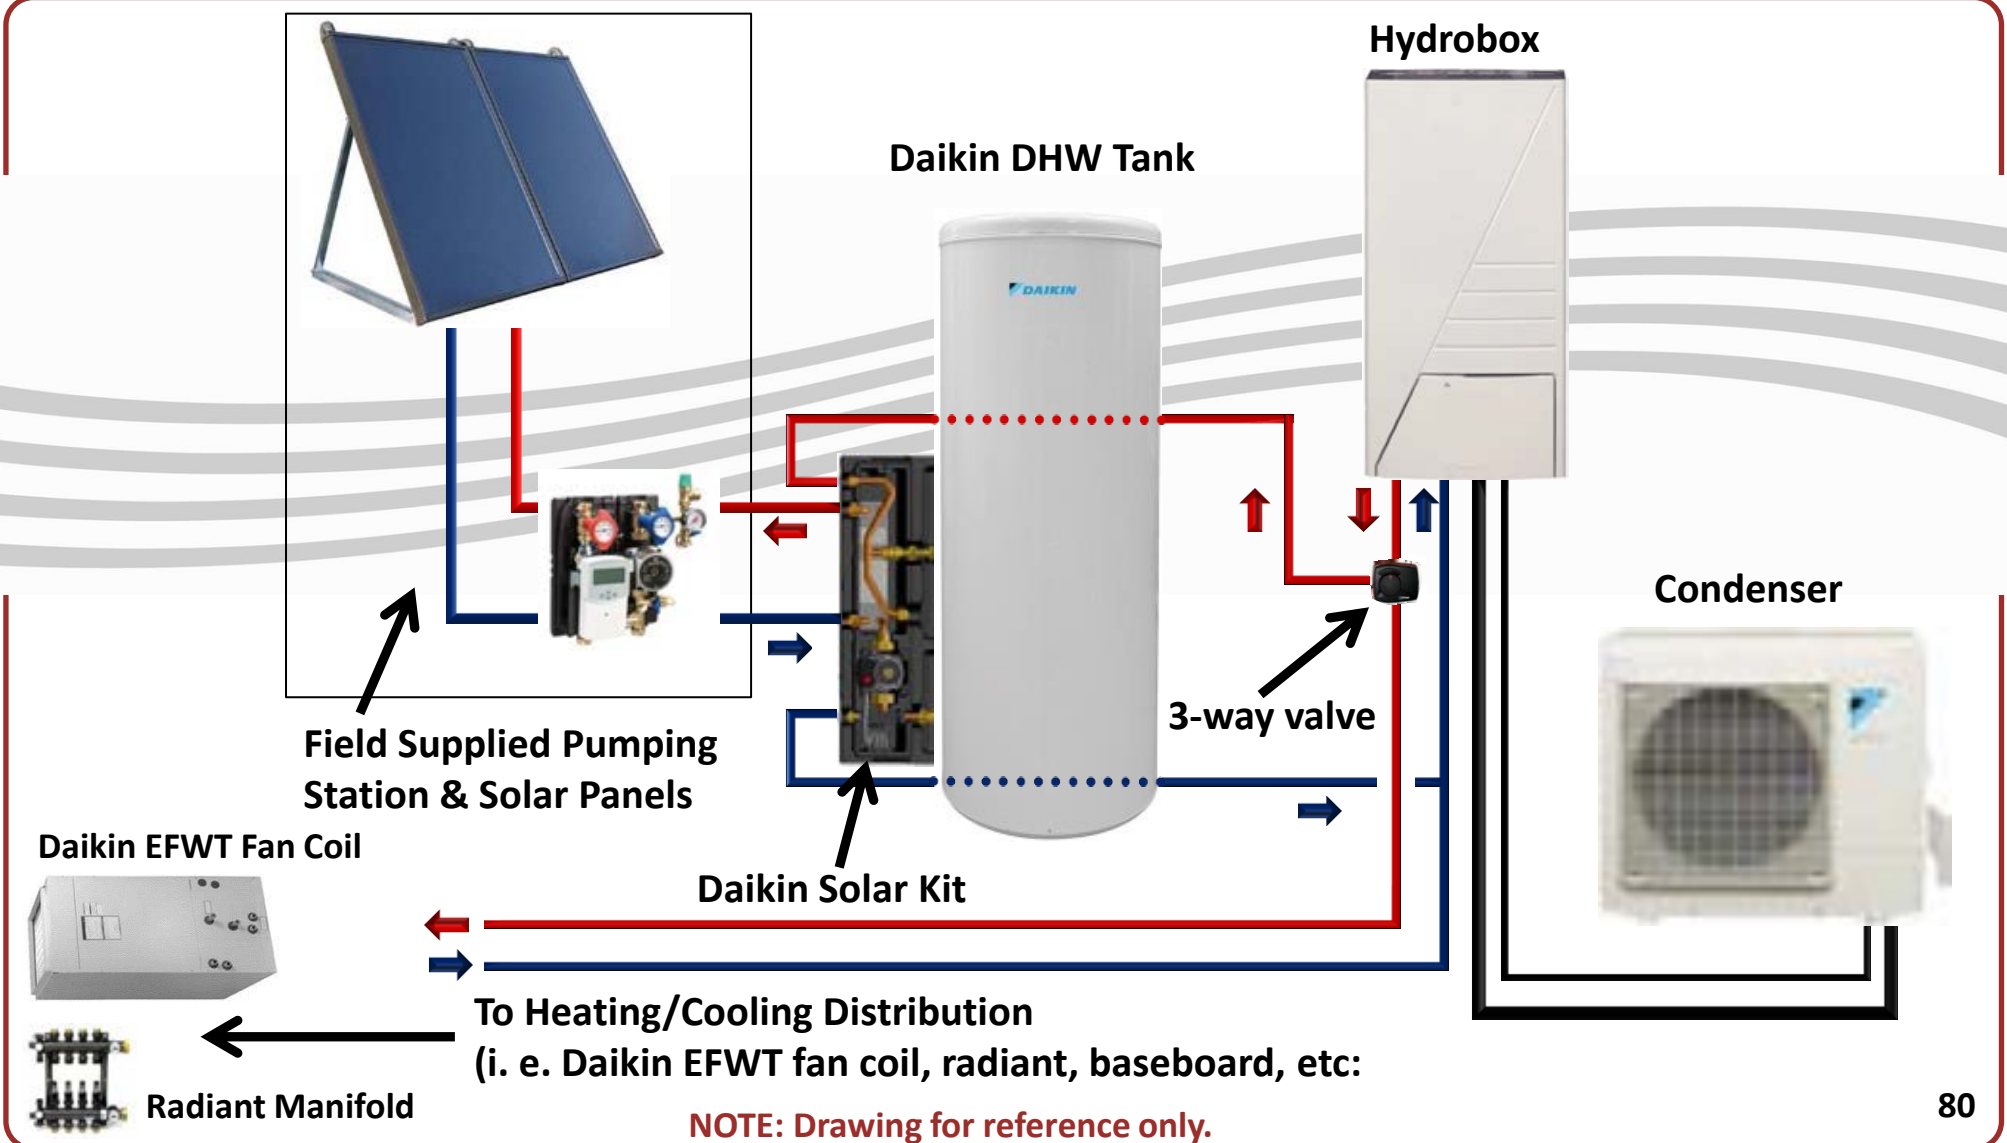 Hydrobox
Daikin DHW Tank
DAIKIN
Condenser
3-way valve
Field Supplied Pumping
Station & Solar Panels
Daikin EFWT Fan Coil
Daikin Solar Kit
To Heating/Cooling Distribution
(i. e. Daikin EFWT fan coil, radiant, baseboard, etc:
Radiant Manifold
80
NOTE: Drawing for reference only.